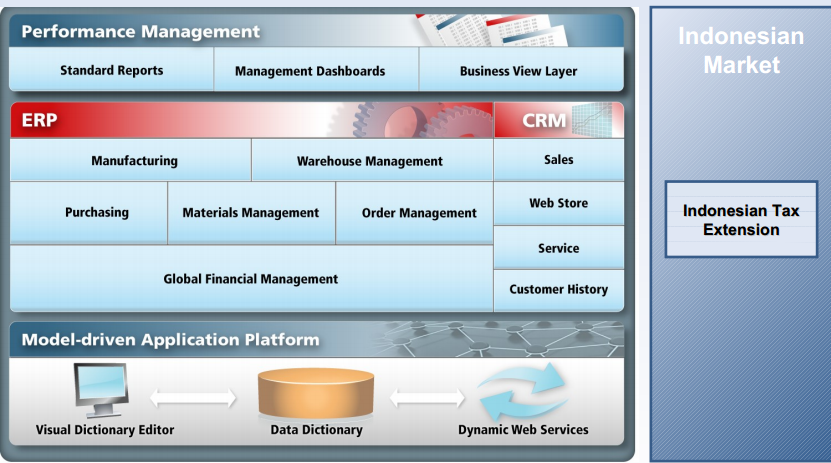 Performance Management
Standard Reports
Management Dashboards
Business View Layer
ERP
CRM
Manufacturing
Warehouse Management
Sales
Purchasing
Materials Management
Order Management
Web Store
Service
Global Financial Management
Customer History
Model-driven Application Platform
Visual Dictionary Editor
Data Dictionary
Dynamic Web Services
Indonesian
Market
Indonesian Tax
Extension